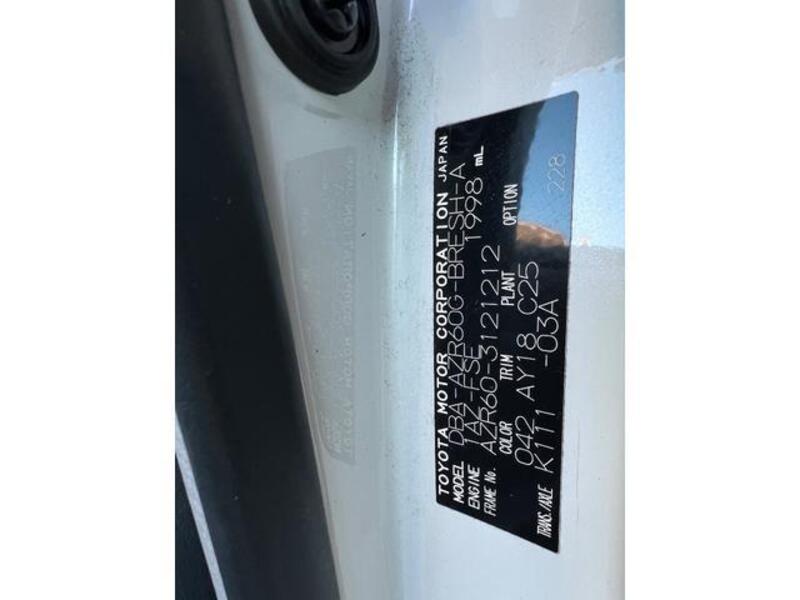 TOYOTA MOTOR CORPORATION JAPAN
MODEL DBA-AZR60G-BRESH-A
ENGINE 1AZ-FSE 1998 mL
FRAME No. AZR60-3121212
COLOR TRIM PLANT OPTION
042 AY18 C25 228
TRANS./AXLE K111 -03A